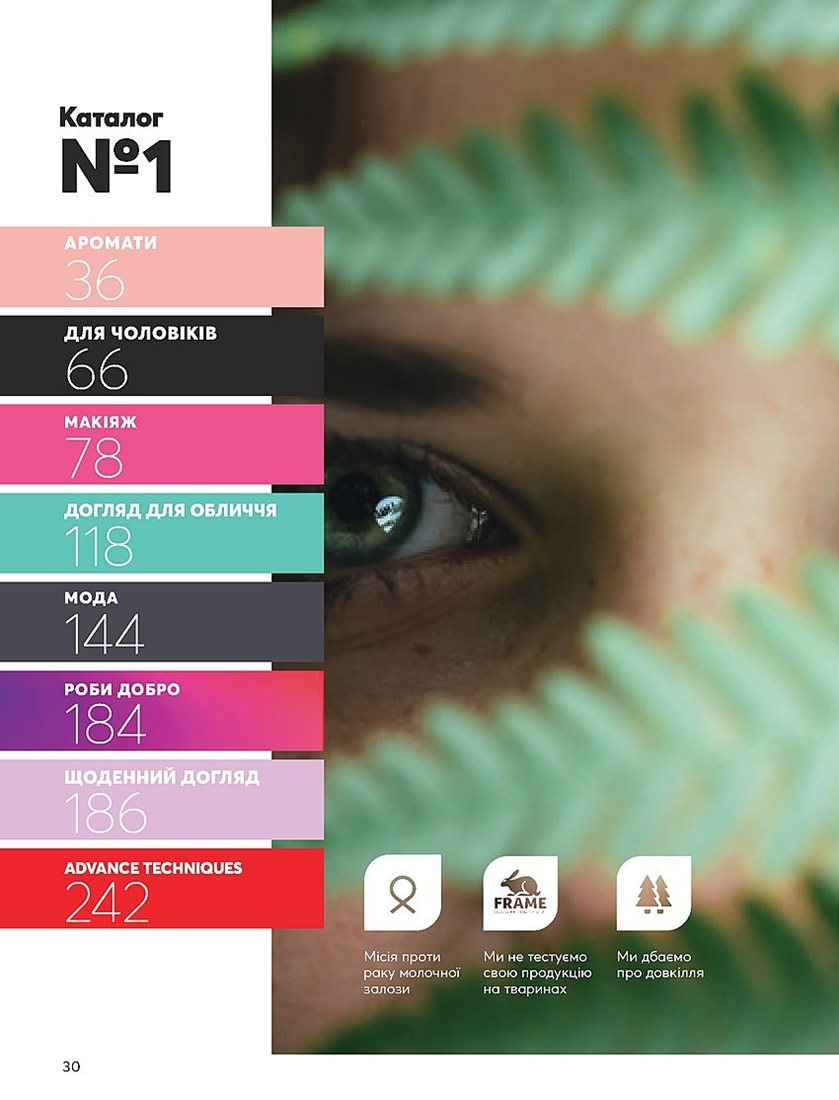 Каталог
№1
АРОМАТИ
36
ДЛЯ ЧОЛОВІКІВ
66
МАКІЯЖ
78
ДОГЛЯД ДЛЯ ОБЛИЧЧЯ
118
МОДА
144
РОБИ ДОБРО
184
ЩОДЕННИЙ ДОГЛЯД
186
ADVANCE TECHNIQUES
242
FRAME
Місія проти
раку молочної
залози
Ми не тестуємо
свою продукцію
на тваринах
Ми дбаємо
про довкілля
30